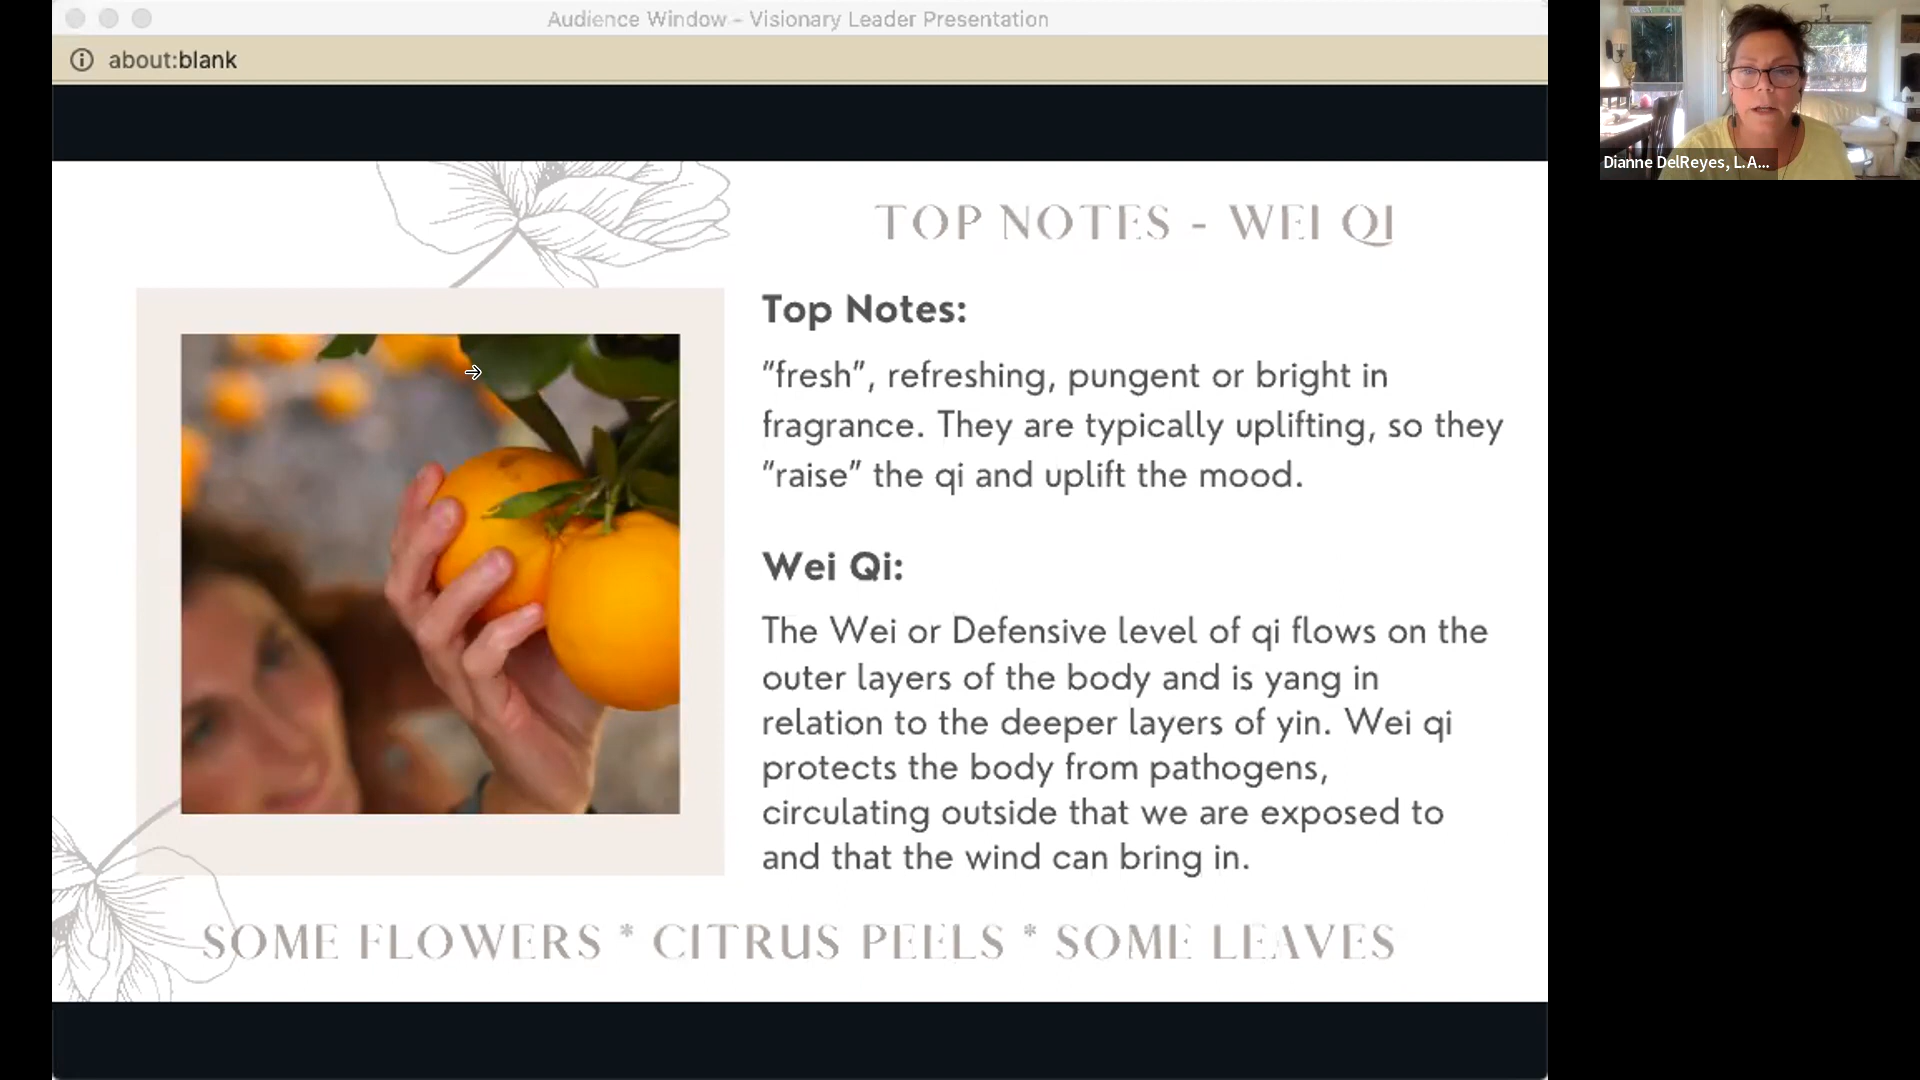 Audience Window – Visionary Leader Presentation
about:blank
Dianne DelReyes, L.A...
TOP NOTES - WEI QI
Top Notes:
"fresh", refreshing, pungent or bright in
fragrance. They are typically uplifting, so they
"raise" the qi and uplift the mood.
Wei Qi:
The Wei or Defensive level of qi flows on the
outer layers of the body and is yang in
relation to the deeper layers of yin. Wei qi
protects the body from pathogens,
circulating outside that we are exposed to
and that the wind can bring in.
SOME FLOWERS * CITRUS PEELS * SOME LEAVES